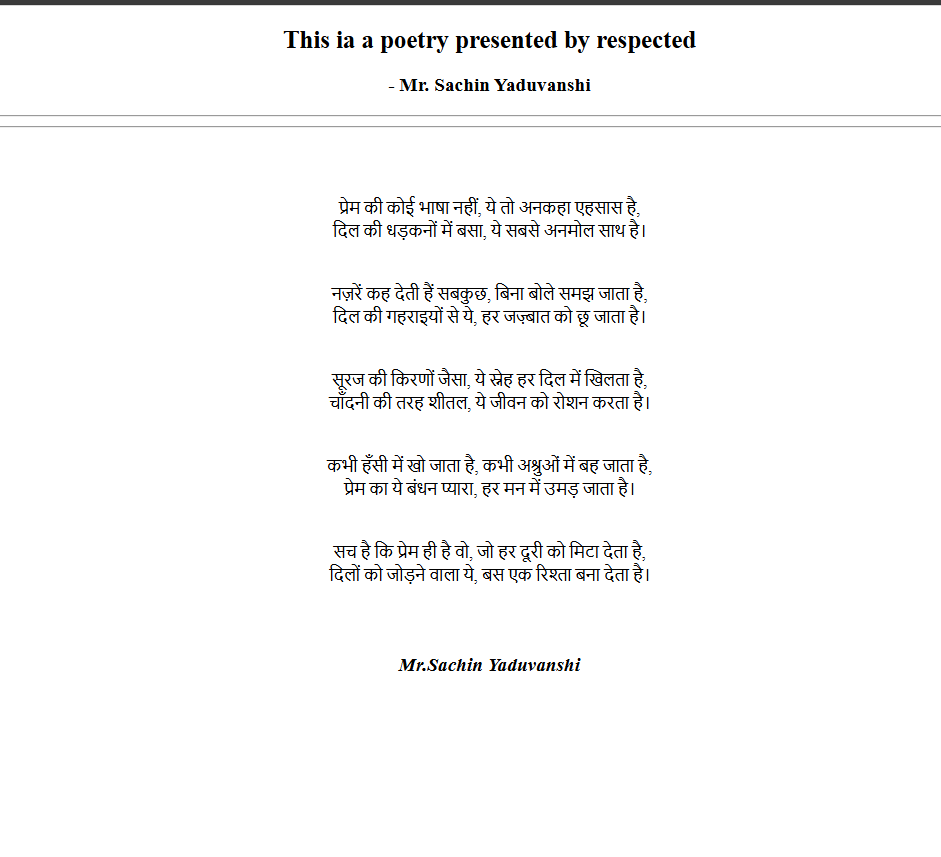 This ia a poetry presented by respected
- Mr. Sachin Yaduvanshi
प्रेम की कोई भाषा नहीं, ये तो अनकहा एहसास है,
दिल की धड़कनों में बसा, ये सबसे अनमोल साथ है।
नज़रें कह देती हैं सबकुछ, बिना बोले समझ जाता है,
दिल की गहराइयों से ये, हर जज़्बात को छू जाता है।
सूरज की किरणों जैसा, ये स्नेह हर दिल में खिलता है,
चाँदनी की तरह शीतल, ये जीवन को रोशन करता है।
कभी हँसी में खो जाता है, कभी अश्रुओं में बह जाता है,
प्रेम का ये बंधन प्यारा, हर मन में उमड़ जाता है।
सच है कि प्रेम ही है वो, जो हर दूरी को मिटा देता है,
दिलों को जोड़ने वाला ये, बस एक रिश्ता बना देता है।
Mr.Sachin Yaduvanshi